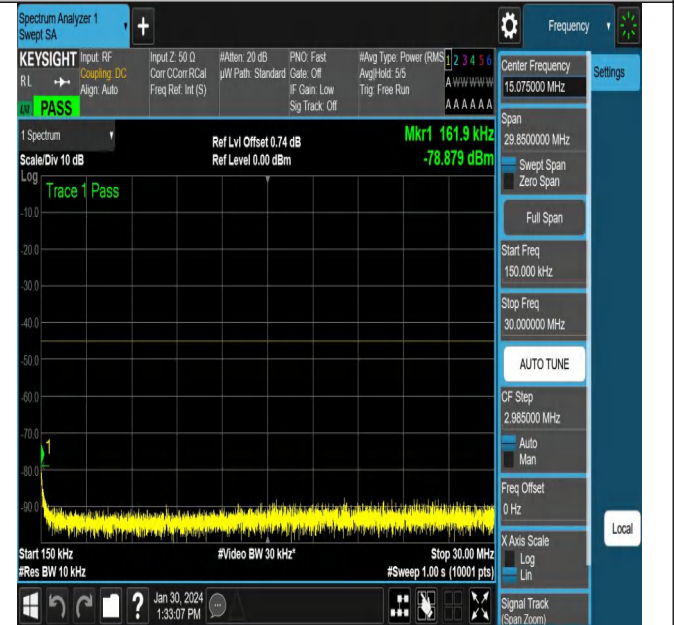 Spectrum Analyzer 1
Swept SA
+
Frequency
KEYSIGHT
RL
PASS
Input: RF
Coupling: DC
Align: Auto
Input Z: 50 Ω
Corr CCorr RCal
Freq Ref: Int (S)
#Atten: 20 dB
µW Path: Standard
PNO: Fast
Gate: Off
IF Gain: Low
Sig Track: Off
#Avg Type: Power (RMS
Avg|Hold: 5/5
Trig: Free Run
1 2 3 4 5 6
A W W W W W
A A A A A A
1 Spectrum
Scale/Div 10 dB
Log
Ref Lvl Offset 0.74 dB
Ref Level 0.00 dBm
Mkr1 161.9 kHz
-78.879 dBm
Trace 1 Pass
-10.0
-20.0
-30.0
-40.0
-50.0
-60.0
-70.0
-80.0
-90.0
1
Start 150 kHz
#Res BW 10 kHz
#Video BW 30 kHz*
Stop 30.00 MHz
#Sweep 1.00 s (10001 pts)
Center Frequency
15.075000 MHz
Settings
Span
29.8500000 MHz
Swept Span
Zero Span
Full Span
Start Freq
150.000 kHz
Stop Freq
30.000000 MHz
AUTO TUNE
CF Step
2.985000 MHz
Auto
Man
Freq Offset
0 Hz
X Axis Scale
Log
Lin
Local
Signal Track
(Span Zoom)
?
Jan 30, 2024
1:33:07 PM